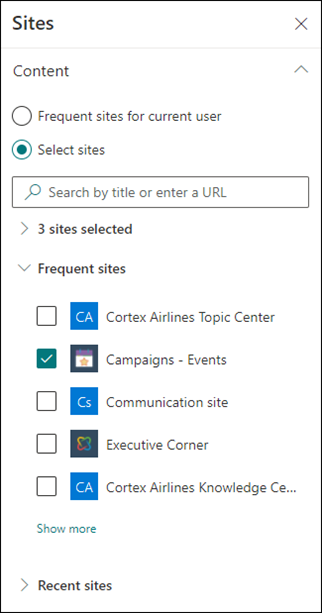 Sites
Content
Frequent sites for current user
Select sites
Search by title or enter a URL
3 sites selected
Frequent sites
CA Cortex Airlines Topic Center
Campaigns - Events
Cs Communication site
Executive Corner
CA Cortex Airlines Knowledge Ce...
Show more
Recent sites